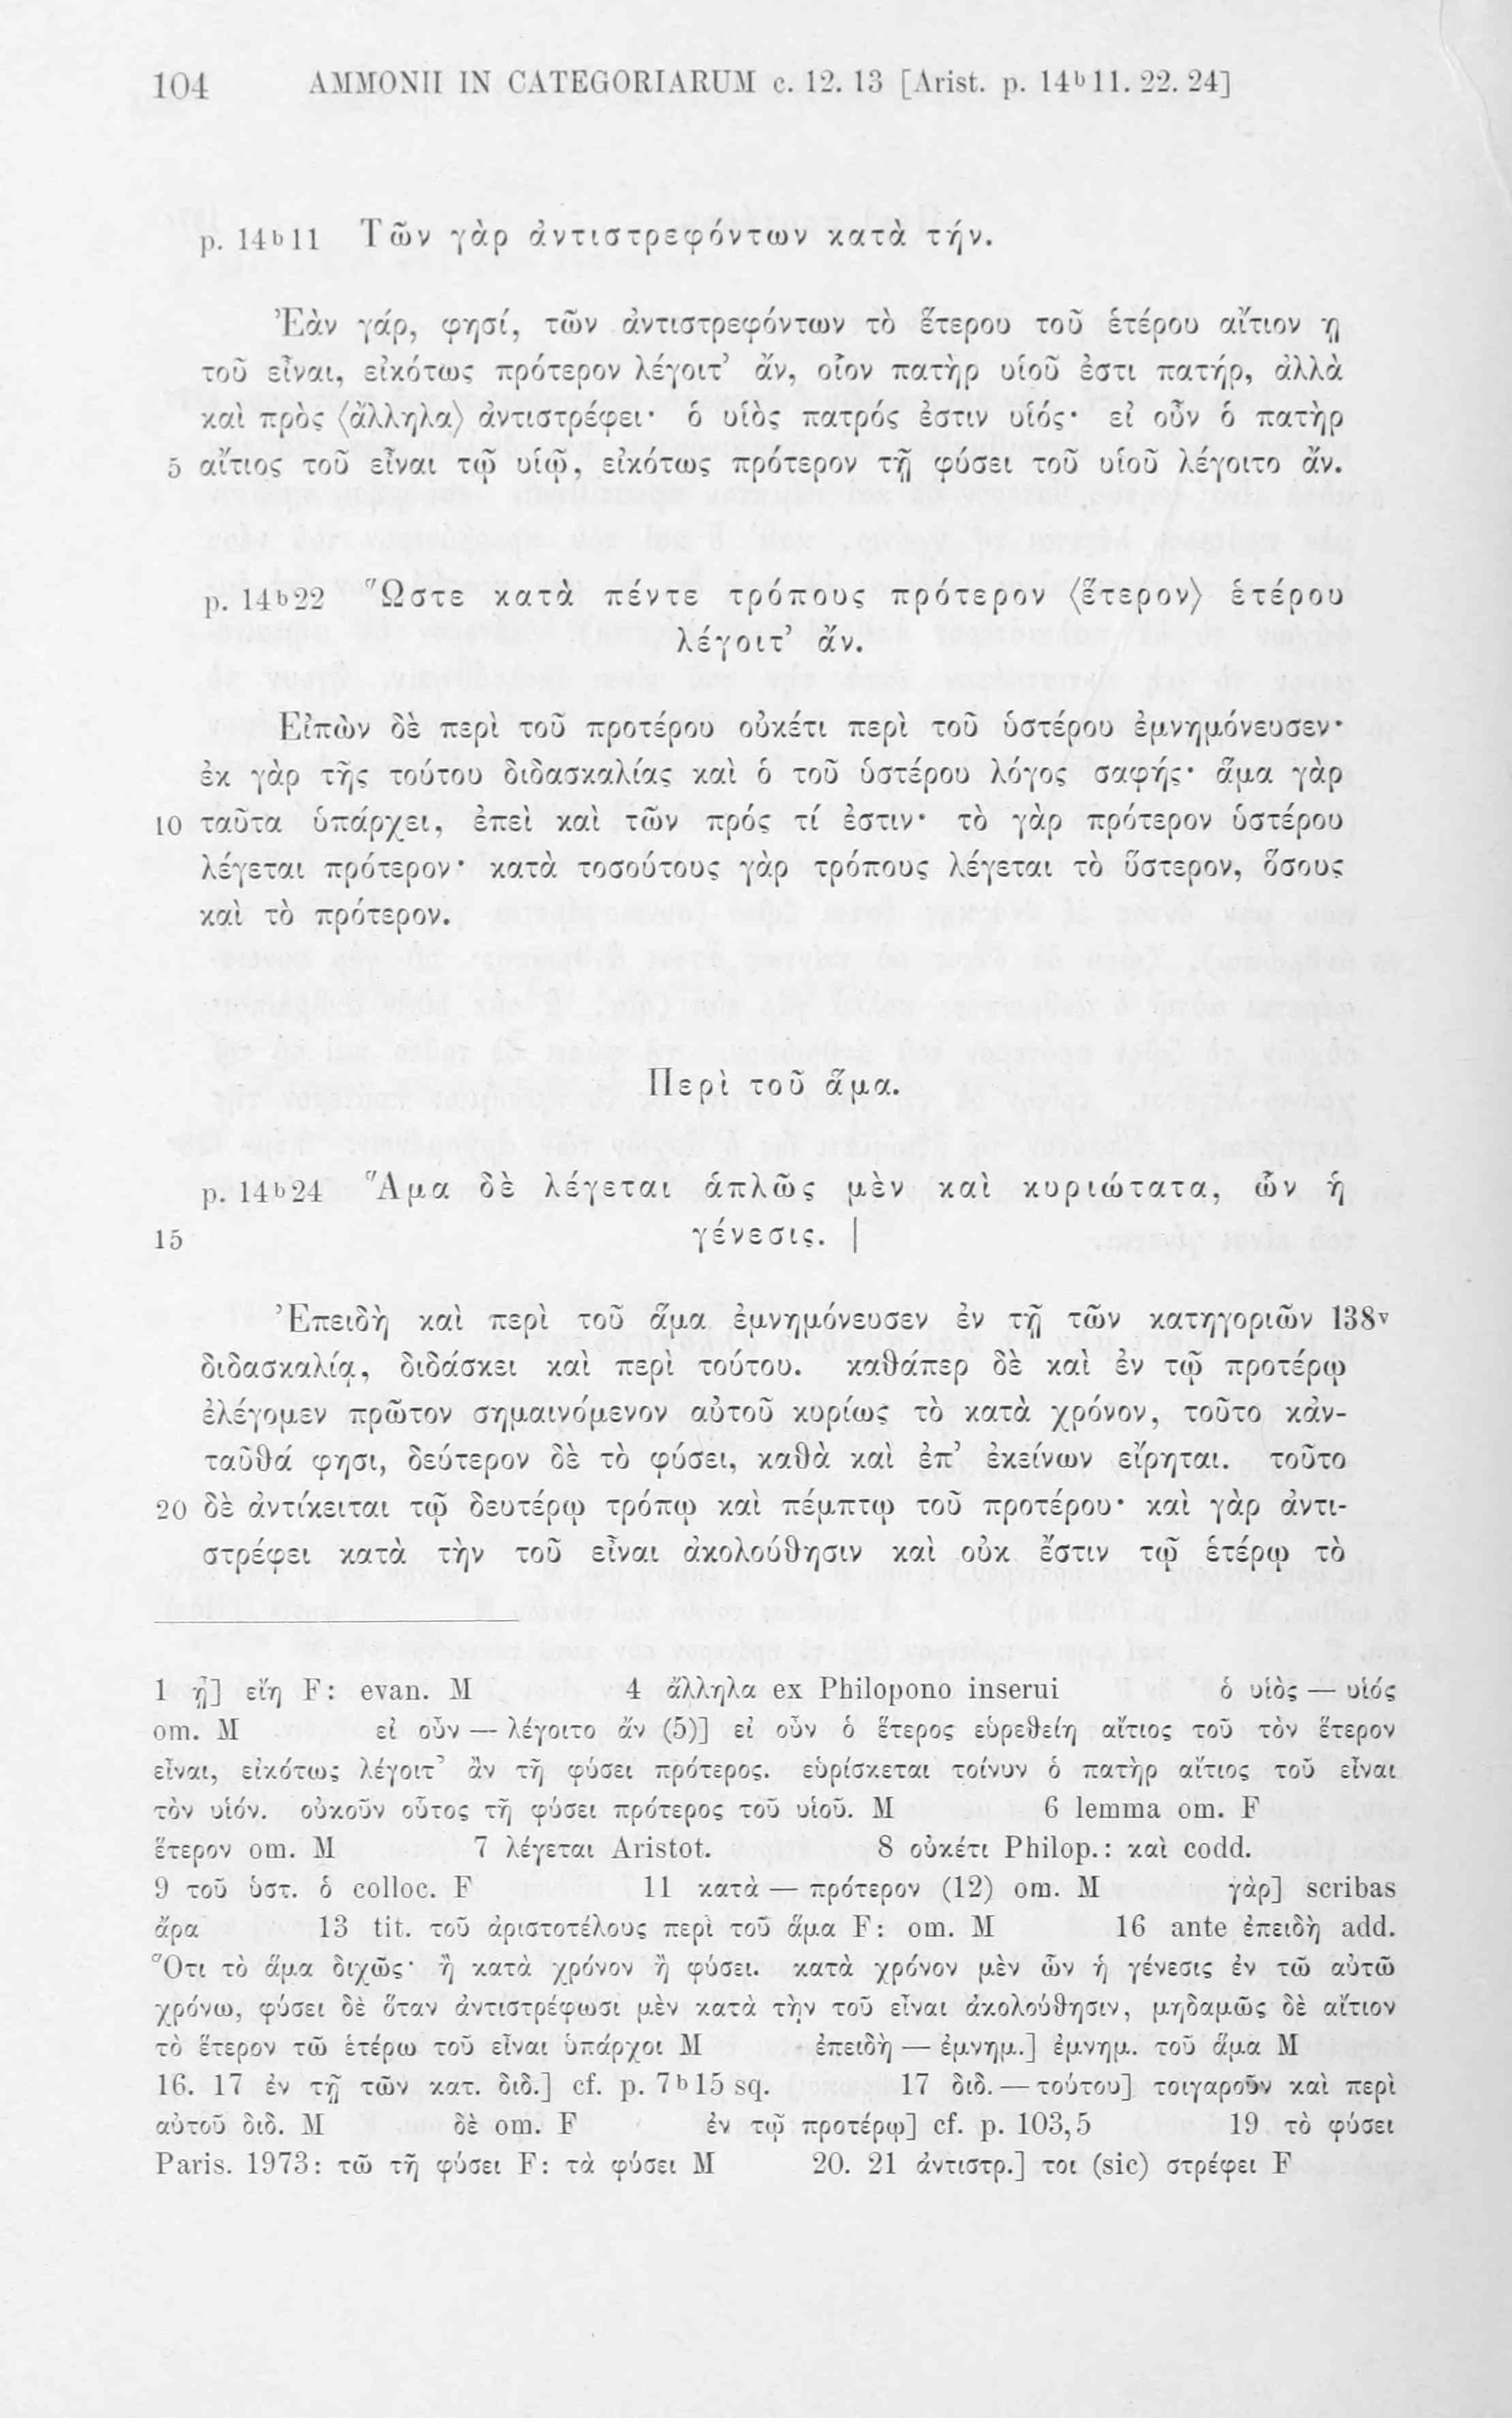 104 AMMONII IN CATEGORIARUM c. 12. 13 [Arist. p. 14ᵇ11. 22. 24]
p. 14ᵇ11 Τῶν γὰρ ἀντιστρεφόντων κατὰ τήν.
Ἐὰν γάρ, φησί, τῶν ἀντιστρεφόντων τὸ ἕτερου τοῦ ἑτέρου αἴτιον ᾖ
τοῦ εἶναι, εἰκότως πρότερον λέγοιτ’ ἄν, οἷον πατὴρ υἱοῦ ἐστι πατήρ, ἀλλὰ
καὶ πρὸς ⟨ἄλληλα⟩ ἀντιστρέφει· ὁ υἱὸς πατρός ἐστιν υἱός· εἰ οὖν ὁ πατὴρ
5 αἴτιος τοῦ εἶναι τῷ υἱῷ, εἰκότως πρότερον τῇ φύσει τοῦ υἱοῦ λέγοιτο ἄν.
p. 14ᵇ22 Ὥστε κατὰ πέντε τρόπους πρότερον ⟨ἕτερον⟩ ἑτέρου
λέγοιτ’ ἄν.
Εἰπὼν δὲ περὶ τοῦ προτέρου οὐκέτι περὶ τοῦ ὑστέρου ἐμνημόνευσεν·
ἐκ γὰρ τῆς τούτου διδασκαλίας καὶ ὁ τοῦ ὑστέρου λόγος σαφής· ἅμα γὰρ
10 ταῦτα ὑπάρχει, ἐπεὶ καὶ τῶν πρός τί ἐστιν· τὸ γὰρ πρότερον ὑστέρου
λέγεται πρότερον· κατὰ τοσούτους γὰρ τρόπους λέγεται τὸ ὕστερον, ὅσους
καὶ τὸ πρότερον.
Περὶ τοῦ ἅμα.
p. 14ᵇ24 Ἅμα δὲ λέγεται ἁπλῶς μὲν καὶ κυριώτατα, ὧν ἡ
15 γένεσις. |
Ἐπειδὴ καὶ περὶ τοῦ ἅμα ἐμνημόνευσεν ἐν τῇ τῶν κατηγοριῶν 138ᵛ
διδασκαλίᾳ, διδάσκει καὶ περὶ τούτου. καθάπερ δὲ καὶ ἐν τῷ προτέρῳ
ἐλέγομεν πρῶτον σημαινόμενον αὐτοῦ κυρίως τὸ κατὰ χρόνον, τοῦτο κἀν-
ταῦθά φησι, δεύτερον δὲ τὸ φύσει, καθὰ καὶ ἐπ’ ἐκείνων εἴρηται. τοῦτο
20 δὲ ἀντίκειται τῷ δευτέρῳ τρόπῳ καὶ πέμπτῳ τοῦ προτέρου· καὶ γὰρ ἀντι-
στρέφει κατὰ τὴν τοῦ εἶναι ἀκολούθησιν καὶ οὐκ ἔστιν τῷ ἑτέρῳ τὸ
1 ᾖ] εἴη F: evan. M 4 ἄλληλα ex Philopono inserui ὁ υἱὸς — υἱός
om. M εἰ οὖν — λέγοιτο ἄν (5)] εἰ οὖν ὁ ἕτερος εὑρεθείη αἴτιος τοῦ τὸν ἕτερον
εἶναι, εἰκότως λέγοιτ’ ἂν τῇ φύσει πρότερος. εὑρίσκεται τοίνυν ὁ πατὴρ αἴτιος τοῦ εἶναι
τὸν υἱόν. οὐκοῦν οὗτος τῇ φύσει πρότερος τοῦ υἱοῦ. M 6 lemma om. F
ἕτερον om. M 7 λέγεται Aristot. 8 οὐκέτι Philop.: καὶ codd.
9 τοῦ ὑστ. ὁ colloc. F 11 κατὰ — πρότερον (12) om. M γὰρ] scribas
ἄρα 13 tit. τοῦ ἀριστοτέλους περὶ τοῦ ἅμα F: om. M 16 ante ἐπειδὴ add.
Ὅτι τὸ ἅμα διχῶς· ἢ κατὰ χρόνον ἢ φύσει. κατὰ χρόνον μὲν ὧν ἡ γένεσις ἐν τῶ αὐτῶ
χρόνω, φύσει δὲ ὅταν ἀντιστρέφωσι μὲν κατὰ τὴν τοῦ εἶναι ἀκολούθησιν, μηδαμῶς δὲ αἴτιον
τὸ ἕτερον τῶ ἑτέρω τοῦ εἶναι ὑπάρχοι M ἐπειδὴ — ἐμνημ.] ἐμνημ. τοῦ ἅμα M
16. 17 ἐν τῇ τῶν κατ. διδ.] cf. p. 7ᵇ15 sq. 17 διδ. — τούτου] τοιγαροῦν καὶ περὶ
αὐτοῦ διδ. M δὲ om. F ἐν τῷ προτέρῳ] cf. p. 103,5 19 τὸ φύσει
Paris. 1973: τῶ τῇ φύσει F: τὰ φύσει M 20. 21 ἀντιστρ.] τοι (sic) στρέφει F